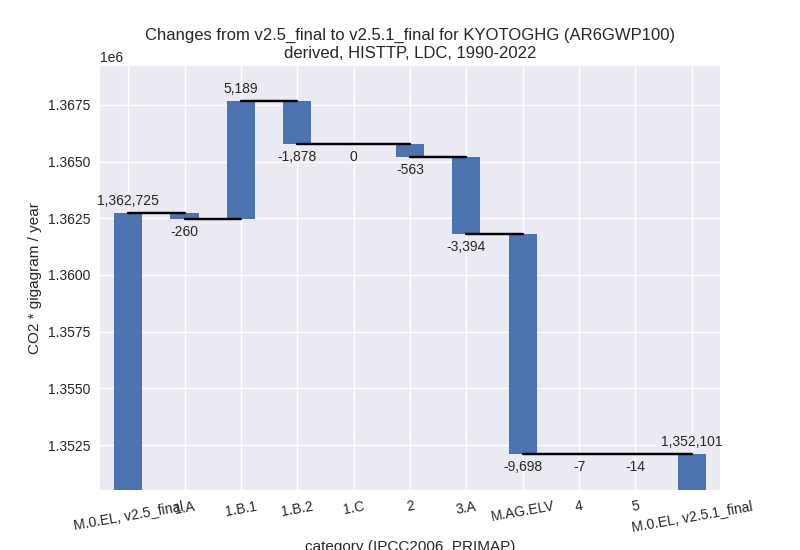 Changes from v2.5_final to v2.5.1_final for KYOTOGHG (AR6GWP100)
derived, HISTTP, LDC, 1990-2022
1e6
1.3675
1.3650
1.3625
1.3600
1.3575
1.3550
1.3525
CO2 * gigagram / year
1,362,725
-260
5,189
-1,878
0
-563
-3,394
-9,698
-7
-14
1,352,101
M.0.EL, v2.5_final
1.A
1.B.1
1.B.2
1.C
2
3.A
M.AG.ELV
4
5
M.0.EL, v2.5.1_final
category (IPCC2006_PRIMAP)